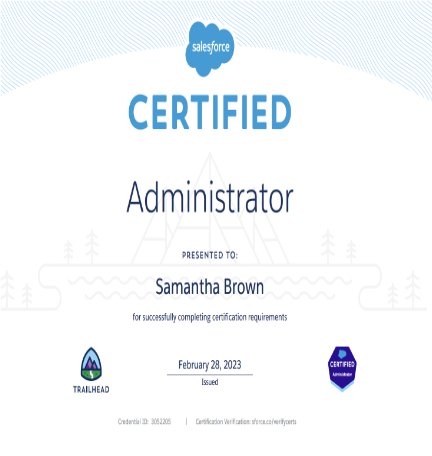 salesforce
CERTIFIED
Administrator
PRESENTED TO:
Samantha Brown
for successfully completing certification requirements
February 28, 2023
Issued
TRAILHEAD
CERTIFIED
Administrator
Credential ID: 3052205 | Certification Verification: sforce.co/verifycerts